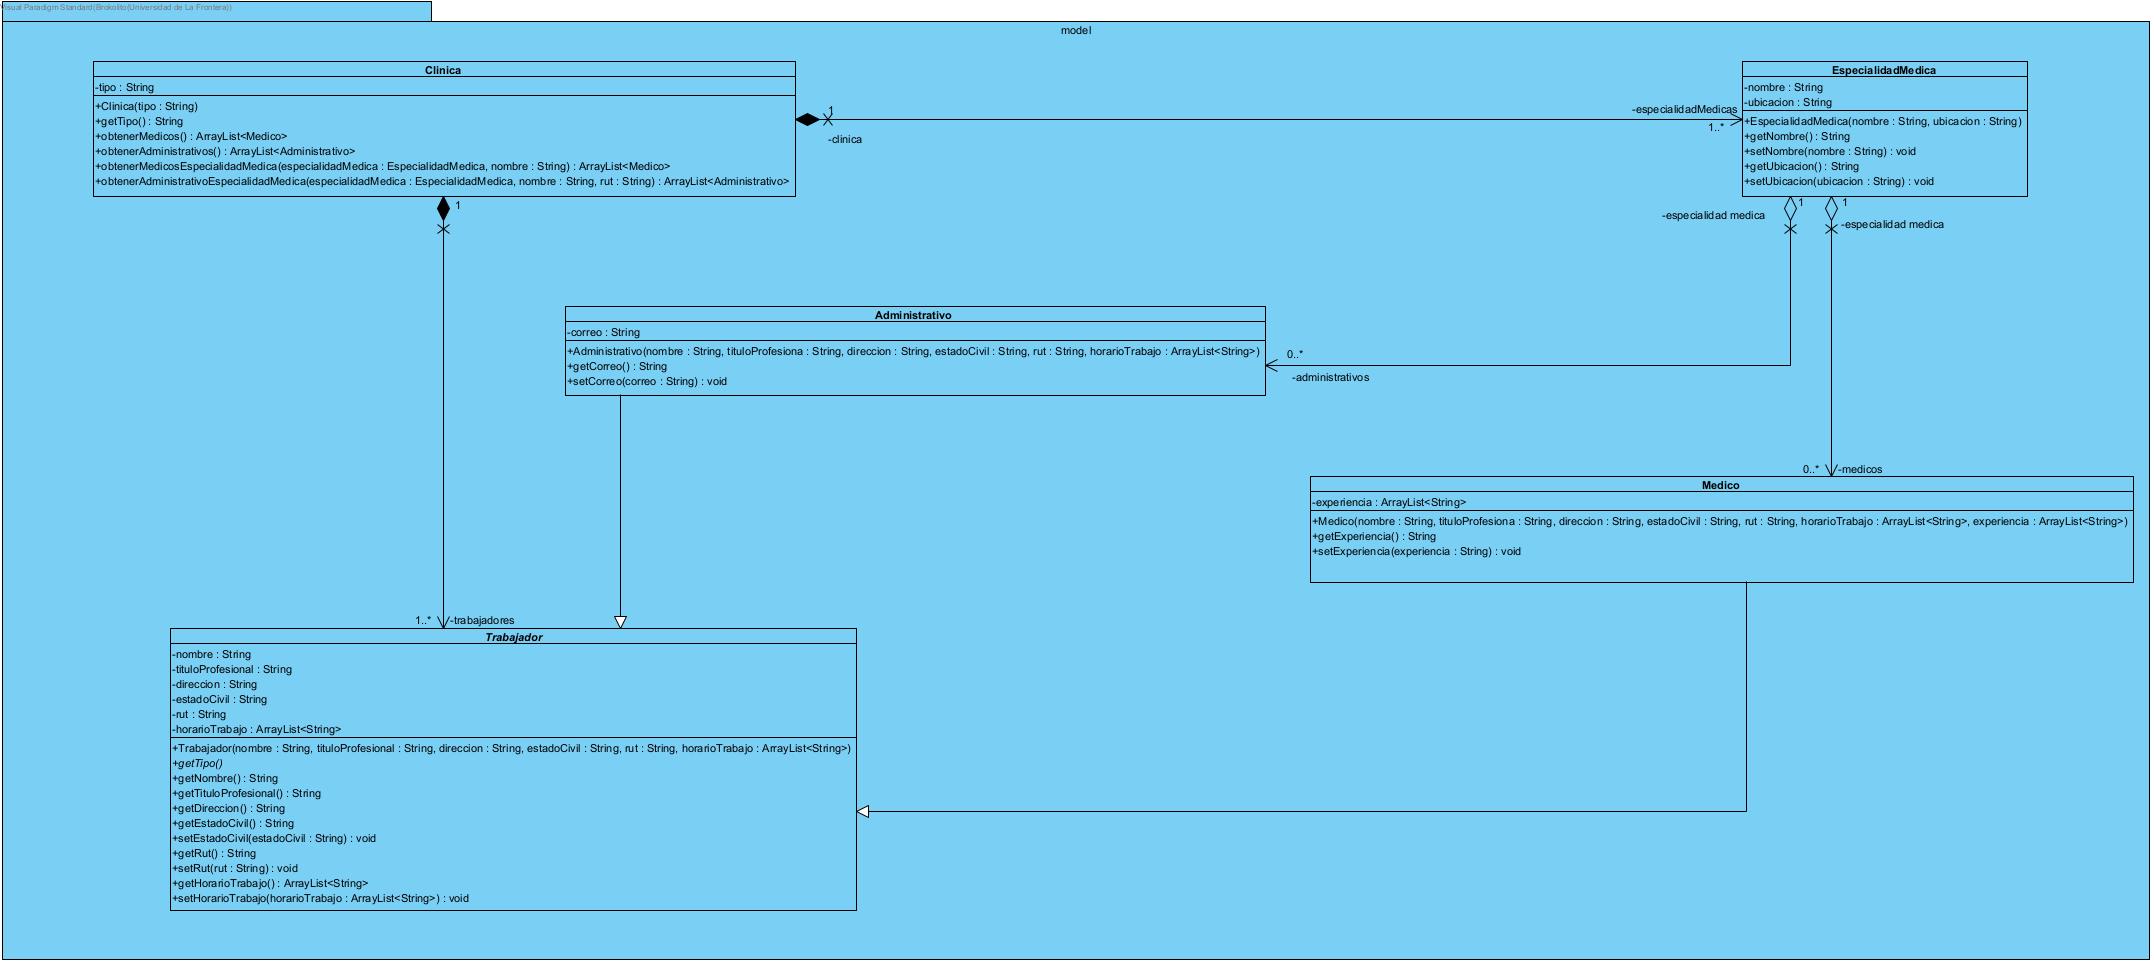 Visual Paradigm Standard(Brokolito(Universidad de La Frontera))
model
Clinica
-tipo : String
+Clinica(tipo : String)
+getTipo() : String
+obtenerMedicos() : ArrayList<Medico>
+obtenerAdministrativos() : ArrayList<Administrativo>
+obtenerMedicosEspecialidadMedica(especialidadMedica : EspecialidadMedica, nombre : String) : ArrayList<Medico>
+obtenerAdministrativoEspecialidadMedica(especialidadMedica : EspecialidadMedica, nombre : String, rut : String) : ArrayList<Administrativo>
1
-clinica
-especialidadMedicas
1..*
EspecialidadMedica
-nombre : String
-ubicacion : String
+EspecialidadMedica(nombre : String, ubicacion : String)
+getNombre() : String
+setNombre(nombre : String) : void
+getUbicacion() : String
+setUbicacion(ubicacion : String) : void
1
1
-especialidad medica
1
-especialidad medica
Administrativo
-correo : String
+Administrativo(nombre : String, tituloProfesiona : String, direccion : String, estadoCivil : String, rut : String, horarioTrabajo : ArrayList<String>)
+getCorreo() : String
+setCorreo(correo : String) : void
0..*
-administrativos
0..*
-medicos
Medico
-experiencia : ArrayList<String>
+Medico(nombre : String, tituloProfesiona : String, direccion : String, estadoCivil : String, rut : String, horarioTrabajo : ArrayList<String>, experiencia : ArrayList<String>)
+getExperiencia() : String
+setExperiencia(experiencia : String) : void
1..*
-trabajadores
Trabajador
-nombre : String
-tituloProfesional : String
-direccion : String
-estadoCivil : String
-rut : String
-horarioTrabajo : ArrayList<String>
+Trabajador(nombre : String, tituloProfesional : String, direccion : String, estadoCivil : String, rut : String, horarioTrabajo : ArrayList<String>)
+getTipo()
+getNombre() : String
+getTituloProfesional() : String
+getDireccion() : String
+getEstadoCivil() : String
+setEstadoCivil(estadoCivil : String) : void
+getRut() : String
+setRut(rut : String) : void
+getHorarioTrabajo() : ArrayList<String>
+setHorarioTrabajo(horarioTrabajo : ArrayList<String>) : void